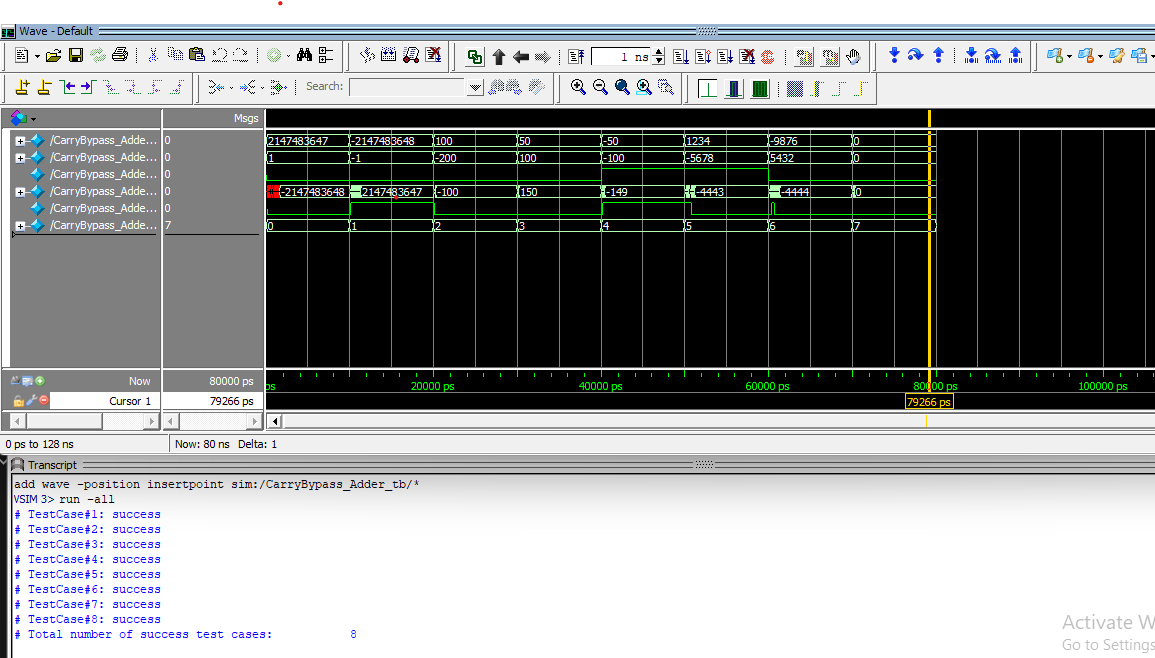 Wave - Default
1 ns
Search:
Msgs
/CarryBypass_Adde... 0 2147483647 -2147483648 100 50 -50 1234 -9876 0
/CarryBypass_Adde... 0 1 -1 -200 100 -100 -5678 5432 0
/CarryBypass_Adde... 0
/CarryBypass_Adde... 0 -2147483648 2147483647 -100 150 -149 -4443 -4444 0
/CarryBypass_Adde... 0
/CarryBypass_Adde... 7 0 1 2 3 4 5 6 7
Now 80000 ps ps 20000 ps 40000 ps 60000 ps 80000 ps 100000 ps
Cursor 1 79266 ps 79266 ps
0 ps to 128 ns Now: 80 ns Delta: 1
Transcript
add wave -position insertpoint sim:/CarryBypass_Adder_tb/*
VSIM 3> run -all
# TestCase#1: success
# TestCase#2: success
# TestCase#3: success
# TestCase#4: success
# TestCase#5: success
# TestCase#6: success
# TestCase#7: success
# TestCase#8: success
# Total number of success test cases: 8
Activate W
Go to Settings